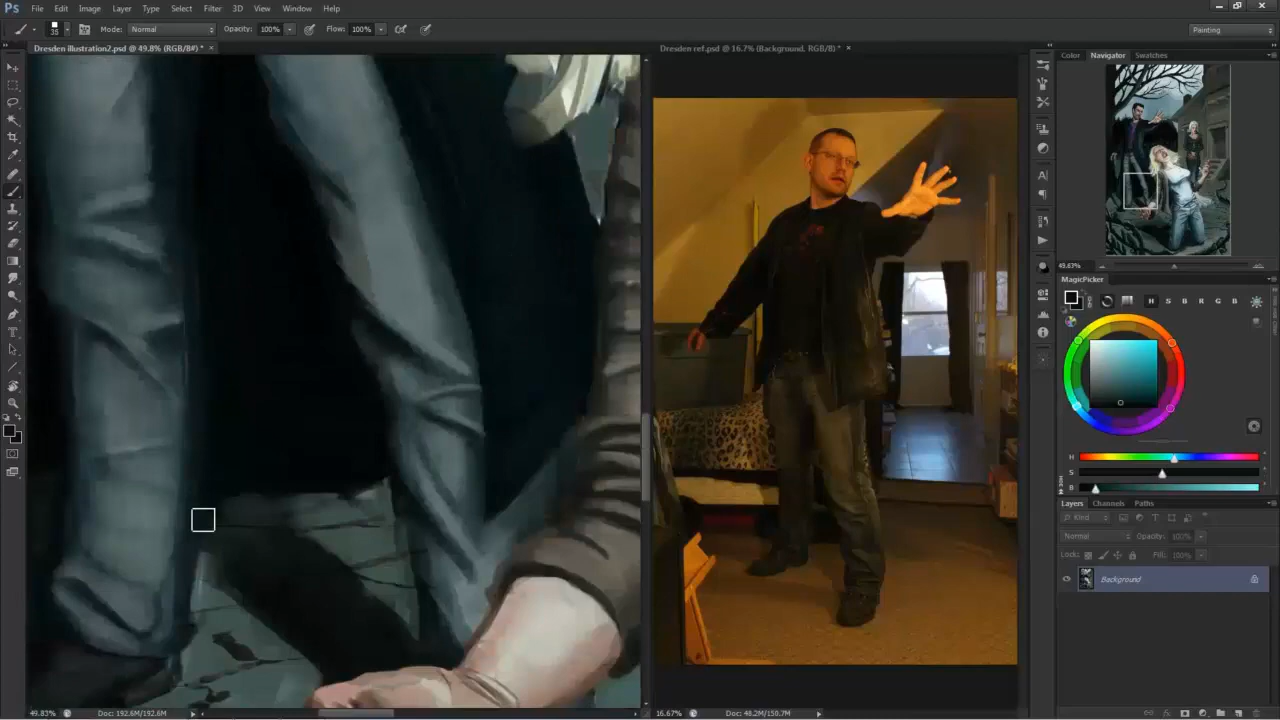 Ps File Edit Image Layer Type Select Filter 3D View Window Help
35 Mode: Normal Opacity: 100% Flow: 100% Painting
Dresden illustration2.psd @ 49.8% (RGB/8#) *
Dresden ref.psd @ 16.7% (Background, RGB/8) *
Color Navigator Swatches
49.83%
MagicPicker
H S B R G B
H
S
B
Layers Channels Paths
Kind
Normal Opacity: 100%
Lock: Fill: 100%
Background
49.83% Doc: 192.6M/192.6M
16.67% Doc: 48.2M/150.7M